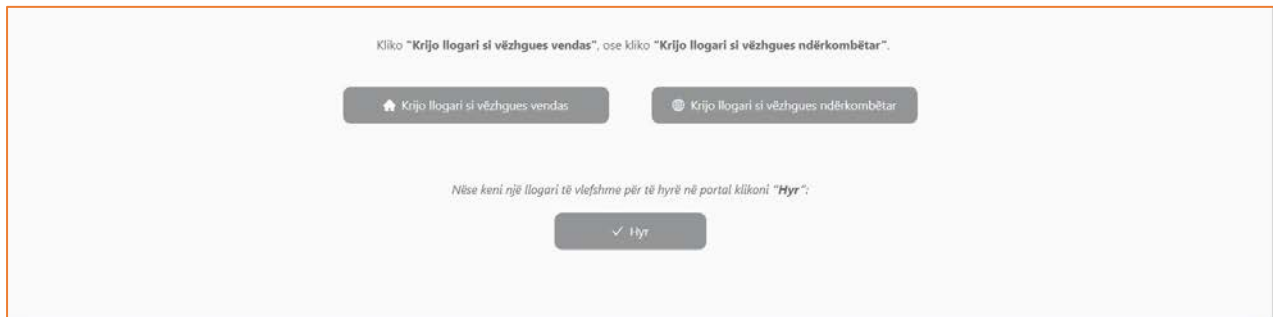 Kliko "Krijo llogari si vëzhgues vendas", ose kliko "Krijo llogari si vëzhgues ndërkombëtar".
Krijo llogari si vëzhgues vendas
Krijo llogari si vëzhgues ndërkombëtar
Nëse keni një llogari të vlefshme për të hyrë në portal klikoni "Hyr":
Hyr